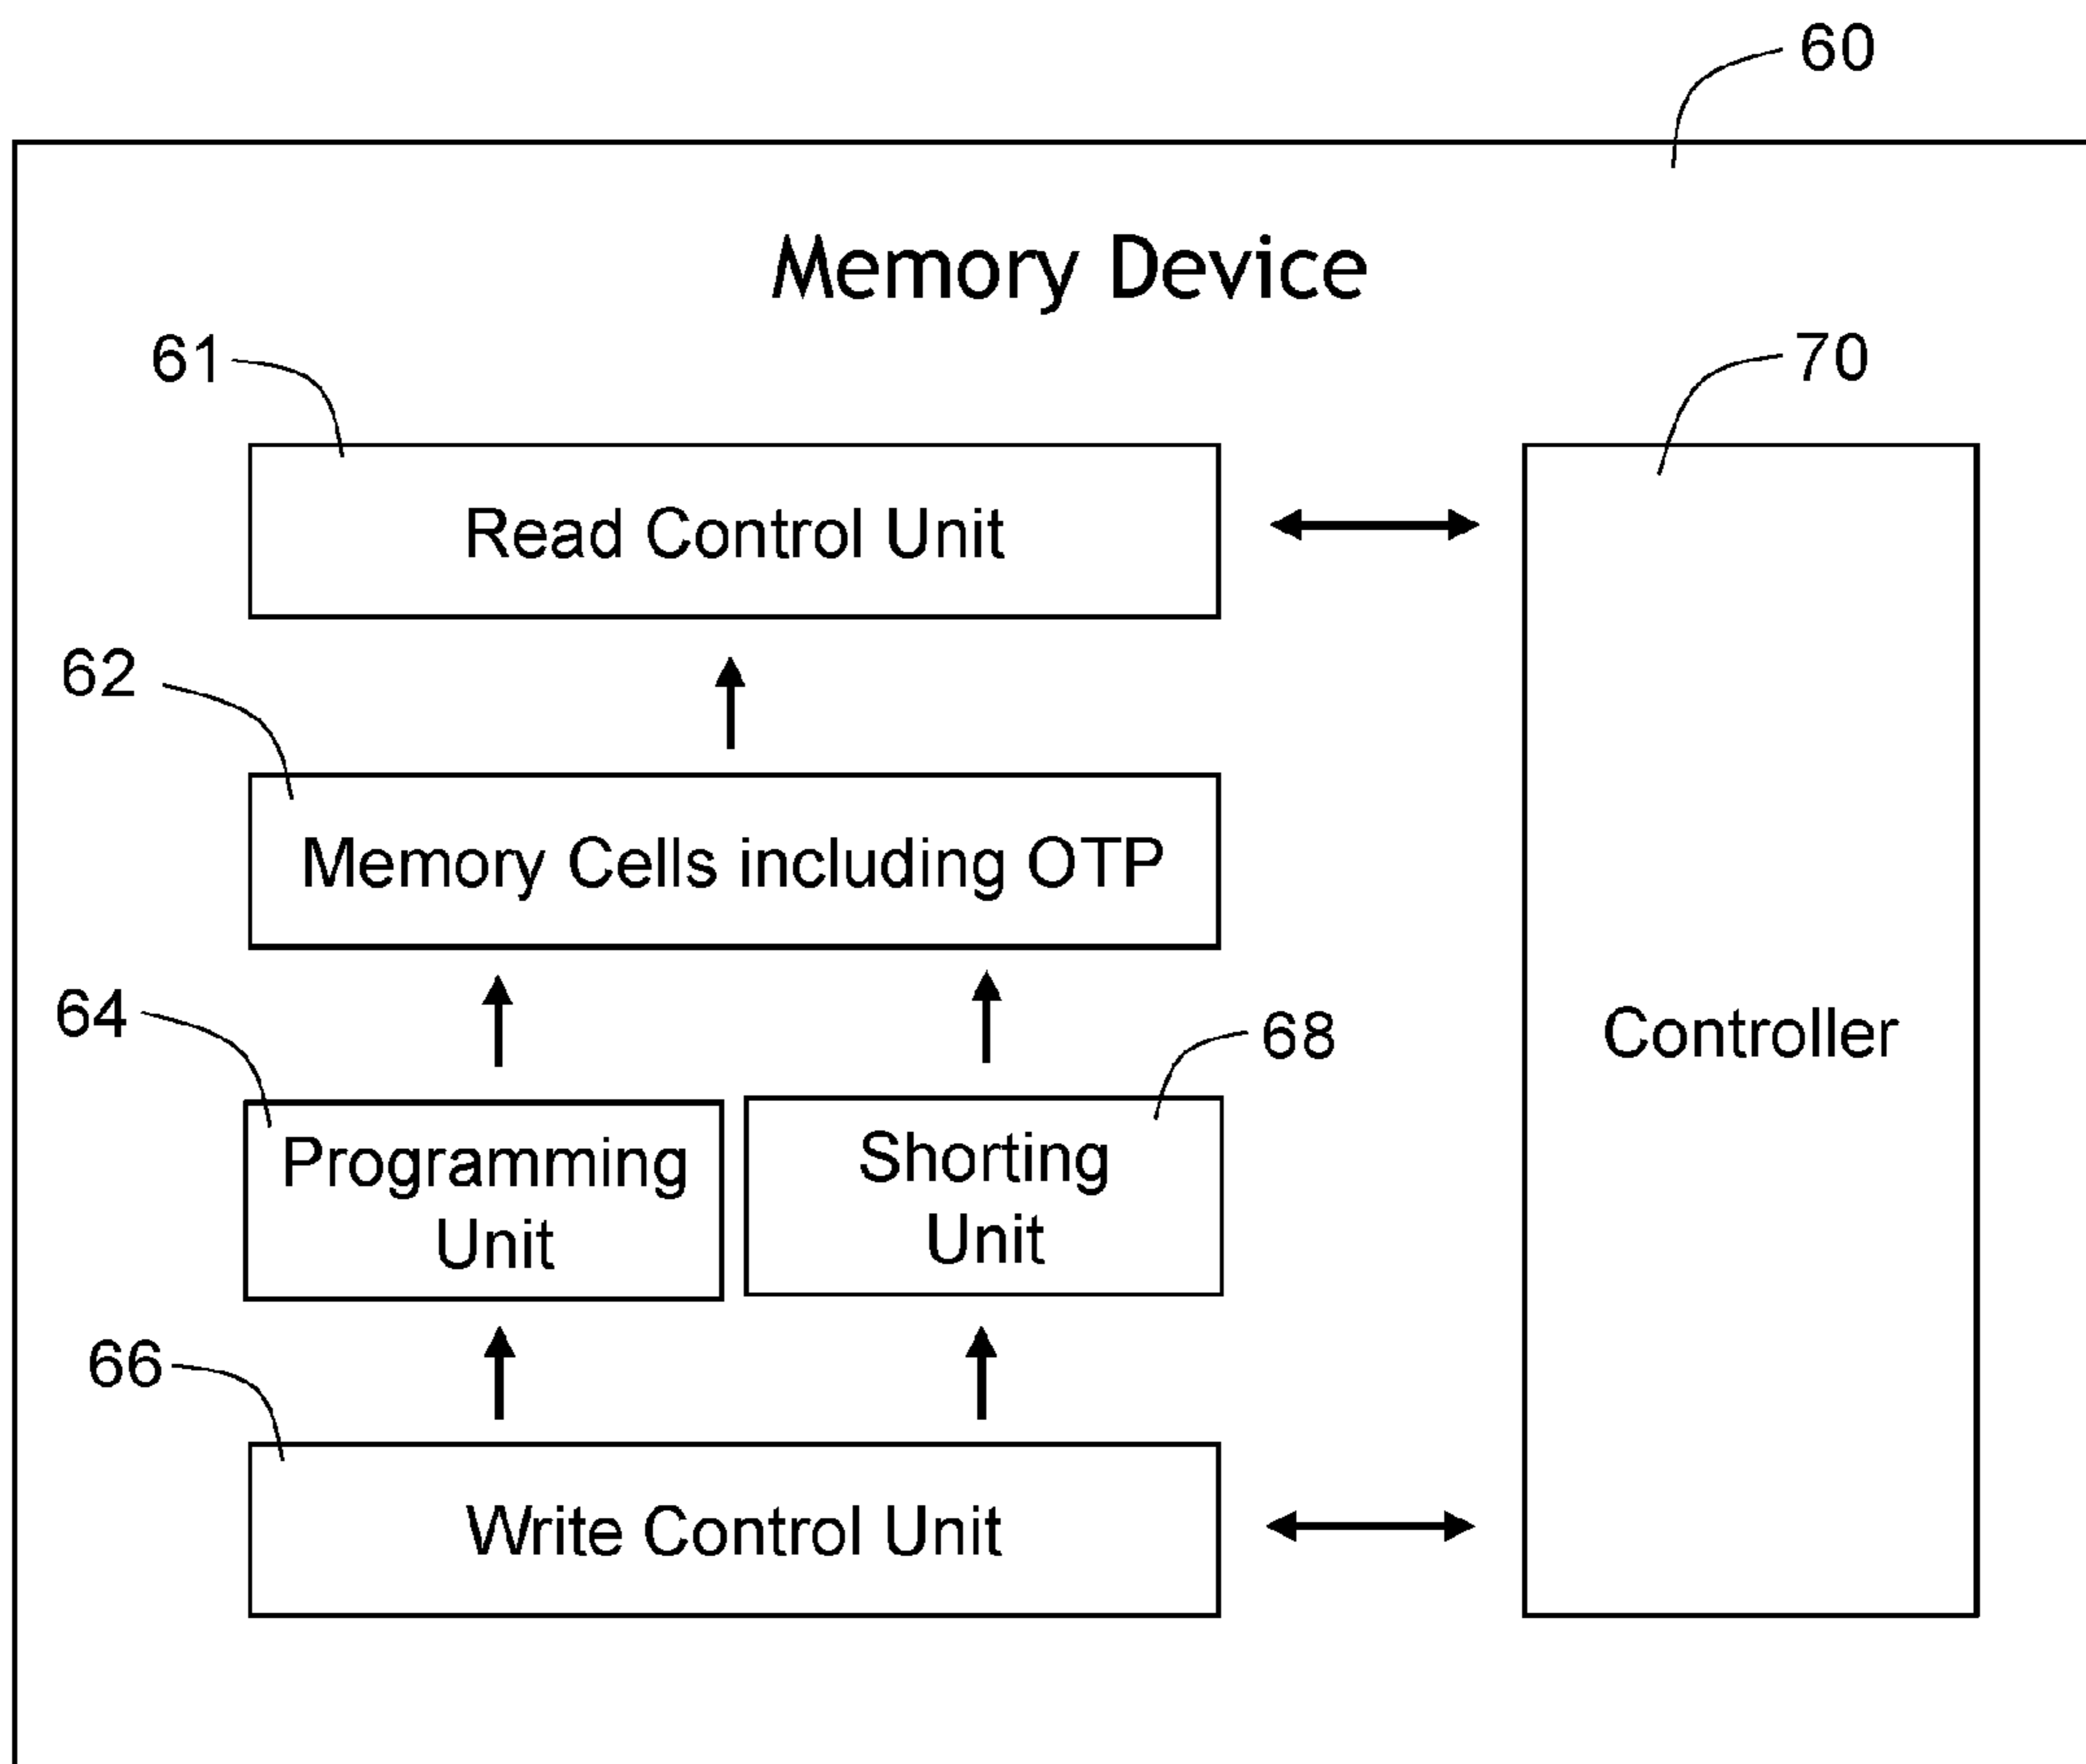 60
Memory Device
61
70
Read Control Unit
62
Memory Cells including OTP
64
68
Controller
Programming
Unit
Shorting
Unit
66
Write Control Unit